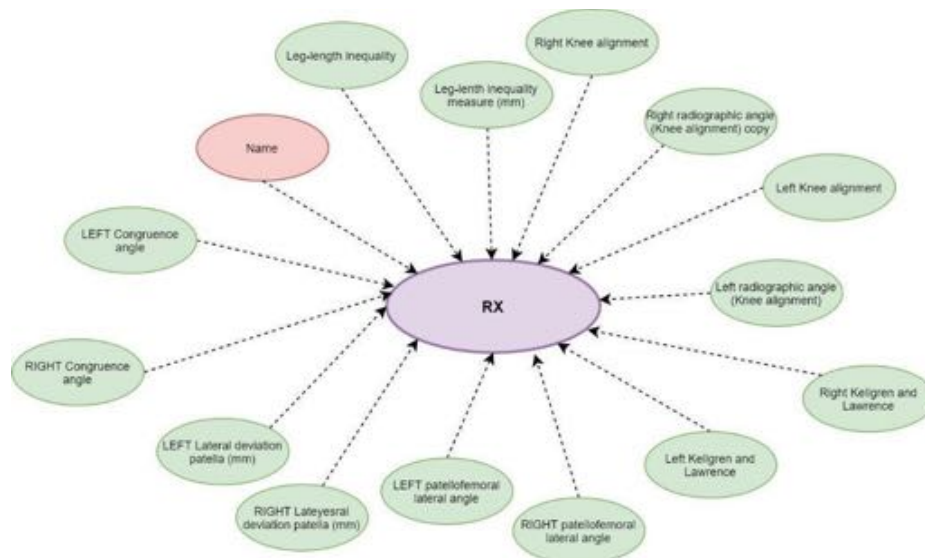 Right Knee alignment
Leg-length inequality
Leg-lenth inequality
measure (mm)
Right radiographic angle
(Knee alignment) copy
Name
Left Knee alignment
LEFT Congruence
angle
Left radiographic angle
(Knee alignment)
RX
RIGHT Congruence
angle
Right Kellgren and
Lawrence
LEFT Lateral deviation
patella (mm)
Left Kellgren and
Lawrence
LEFT patellofemoral
lateral angle
RIGHT Lateyesral
deviation patella (mm)
RIGHT patellofemoral
lateral angle